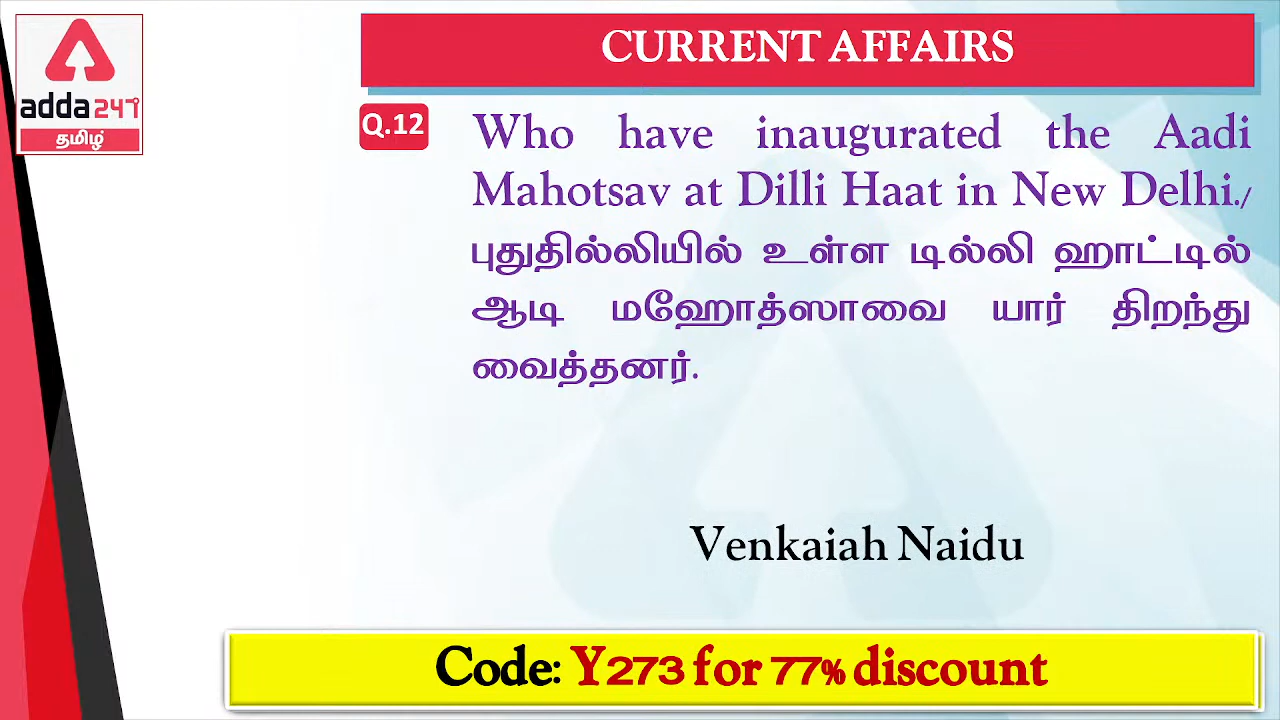 adda247
தமிழ்
CURRENT AFFAIRS
Q.12
Who have inaugurated the Aadi
Mahotsav at Dilli Haat in New Delhi./
புதுதில்லியில் உள்ள டில்லி ஹாட்டில்
ஆடி மஹோத்ஸாவை யார் திறந்து
வைத்தனர்.
Venkaiah Naidu
Code: Y273 for 77% discount